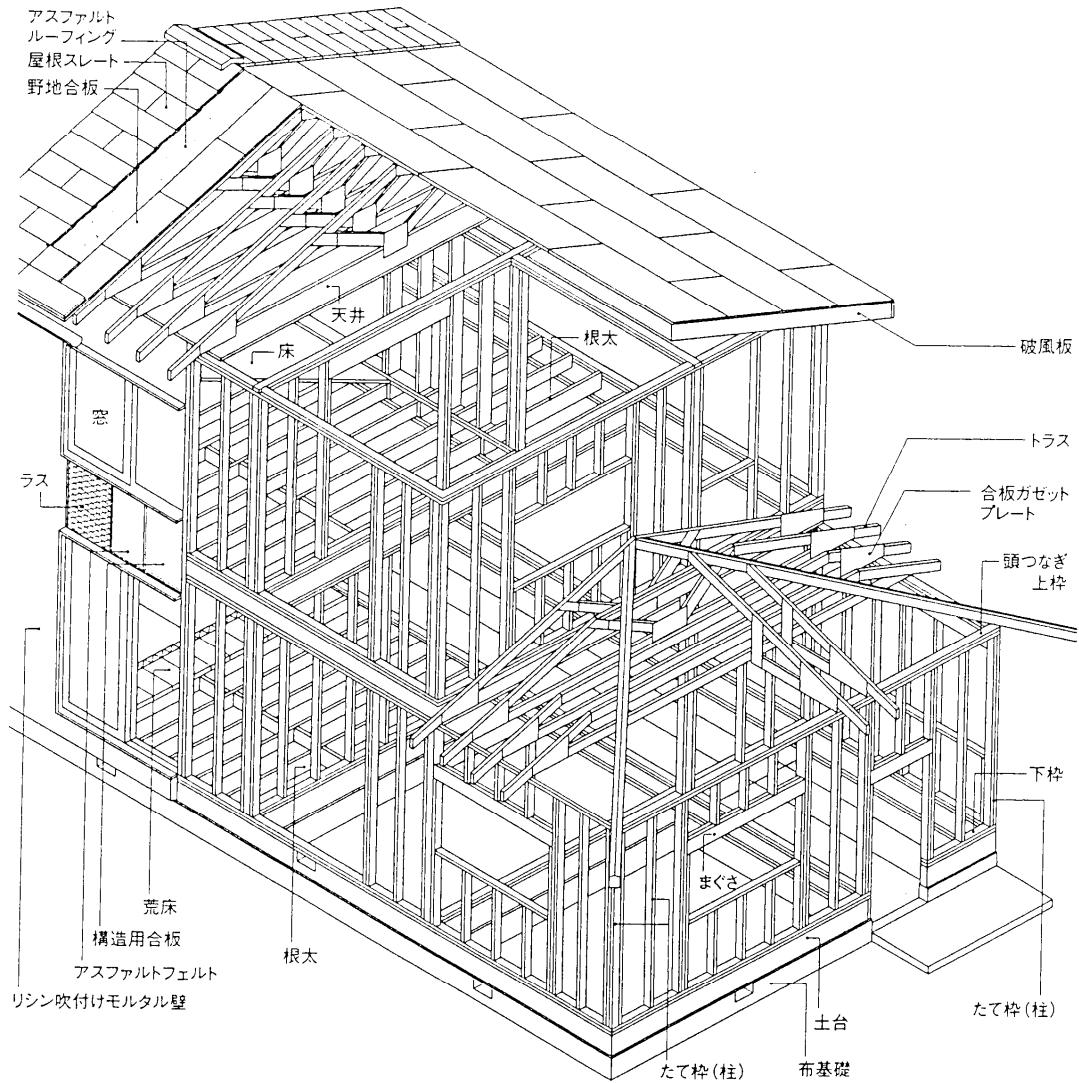 アスファルト
ルーフィング
屋根スレート
野地合板
天井
床
根太
破風板
窓
トラス
ラス
合板ガゼット
プレート
頭つなぎ
上枠
下枠
まぐさ
荒床
構造用合板
根太
アスファルトフェルト
リシン吹付けモルタル壁
土台
たて枠(柱)
たて枠(柱)
布基礎